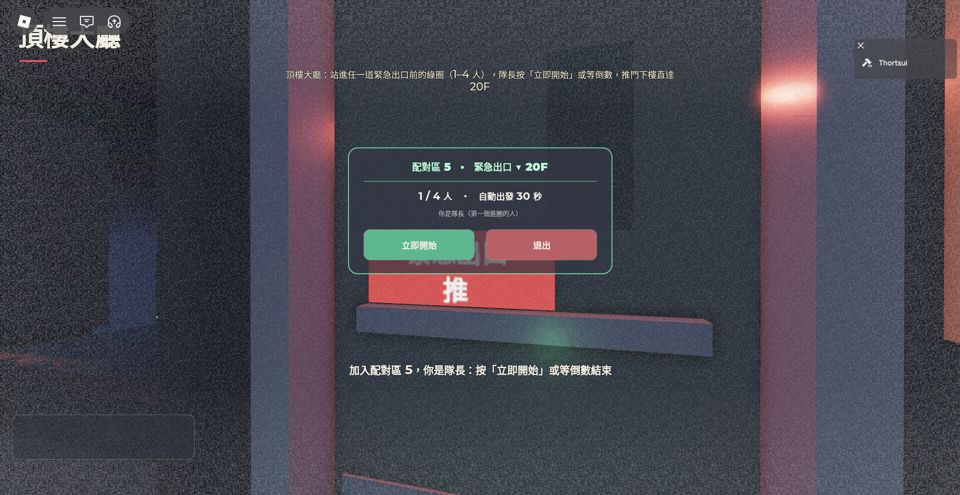 頂樓大廳
頂樓大廳：站進任一道緊急出口前的綠圈（1–4 人），隊長按「立即開始」或等倒數，推門下樓直達
20F
Thortsui
配對區 5 • 緊急出口 ▼ 20F
1 / 4 人 • 自動出發 30 秒
你是隊長（第一個進圈的人）
立即開始
退出
推
加入配對區 5，你是隊長：按「立即開始」或等倒數結束